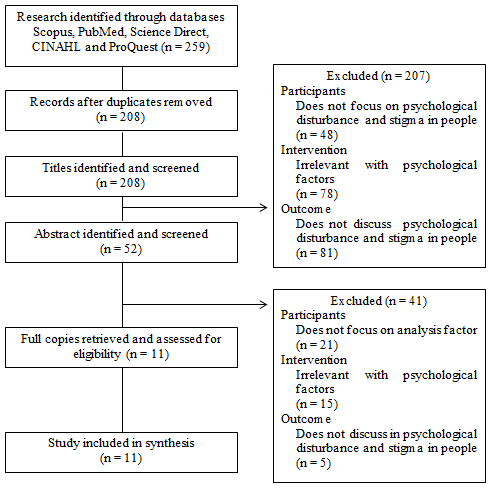 Research identified through databases
Scopus, PubMed, Science Direct,
CINAHL and ProQuest (n = 259)
Records after duplicates removed
(n = 208)
Titles identified and screened
(n = 208)
Excluded (n = 207)
Participants
Does not focus on psychological
disturbance and stigma in people
(n = 48)
Intervention
Irrelevant with psychological
factors
(n = 78)
Outcome
Does not discuss psychological
disturbance and stigma in people
(n = 81)
Abstract identified and screened
(n = 52)
Excluded (n = 41)
Participants
Does not focus on analysis factor
(n = 21)
Intervention
Irrelevant with psychological
factors
(n = 15)
Outcome
Does not discuss in psychological
disturbance and stigma in people
(n = 5)
Full copies retrieved and assessed for
eligibility (n = 11)
Study included in synthesis
(n = 11)